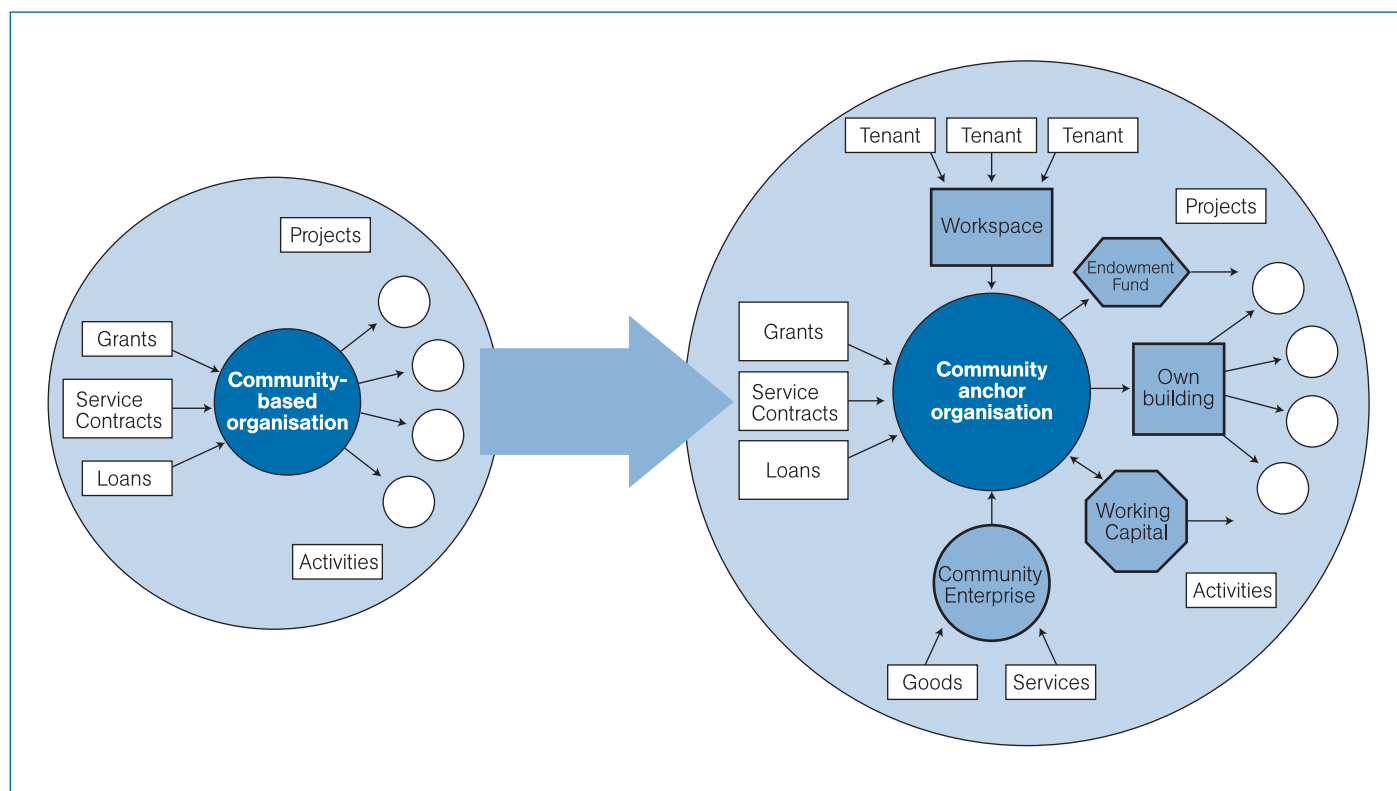 Projects
Grants
Service
Contracts
Loans
Community-
based
organisation
Activities
Tenant
Tenant
Tenant
Workspace
Projects
Endowment
Fund
Grants
Service
Contracts
Loans
Community
anchor
organisation
Own
building
Working
Capital
Community
Enterprise
Activities
Goods
Services